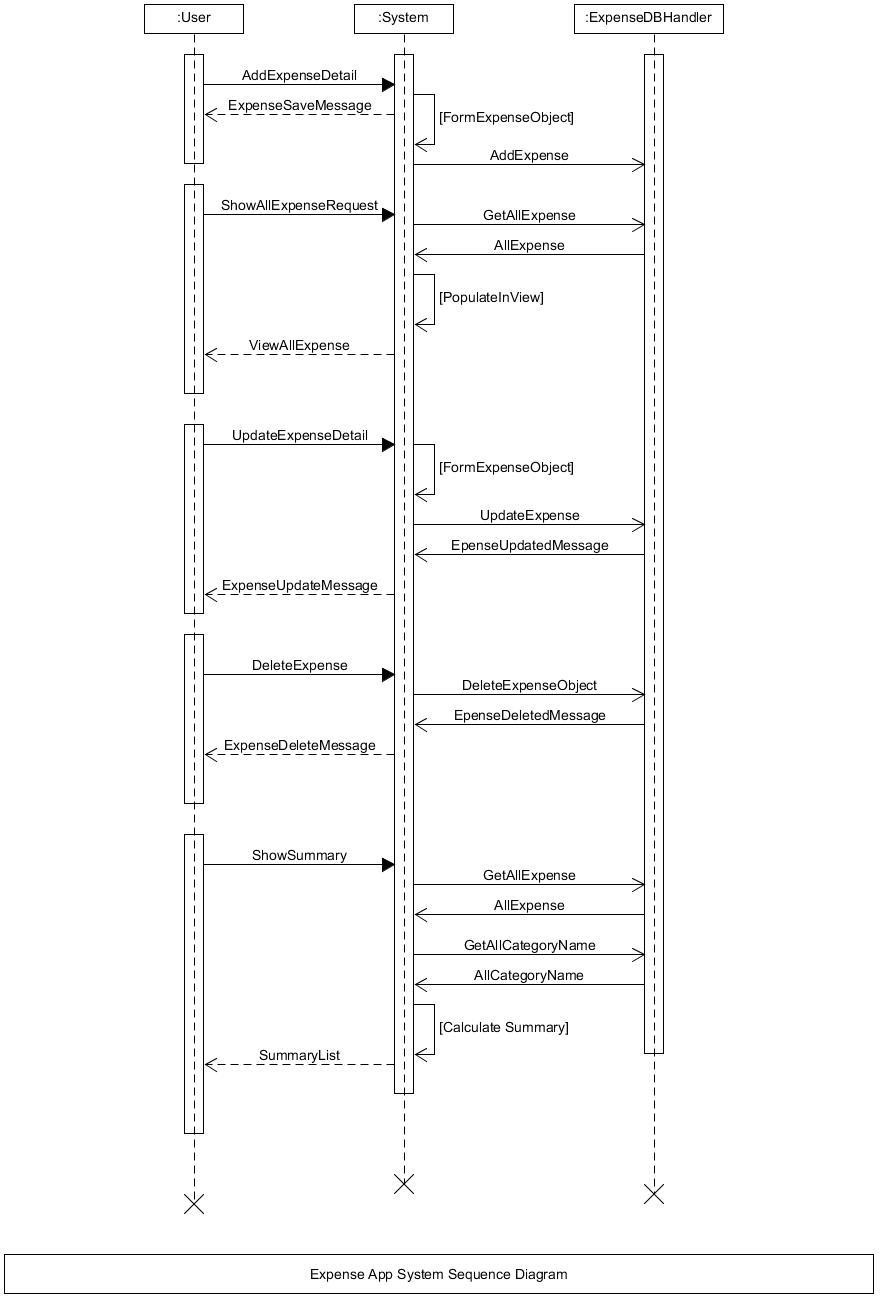 :User
:System
:ExpenseDBHandler
AddExpenseDetail
ExpenseSaveMessage
[FormExpenseObject]
AddExpense
ShowAllExpenseRequest
GetAllExpense
AllExpense
[PopulateInView]
ViewAllExpense
UpdateExpenseDetail
[FormExpenseObject]
UpdateExpense
EpenseUpdatedMessage
ExpenseUpdateMessage
DeleteExpense
DeleteExpenseObject
EpenseDeletedMessage
ExpenseDeleteMessage
ShowSummary
GetAllExpense
AllExpense
GetAllCategoryName
AllCategoryName
[Calculate Summary]
SummaryList
Expense App System Sequence Diagram